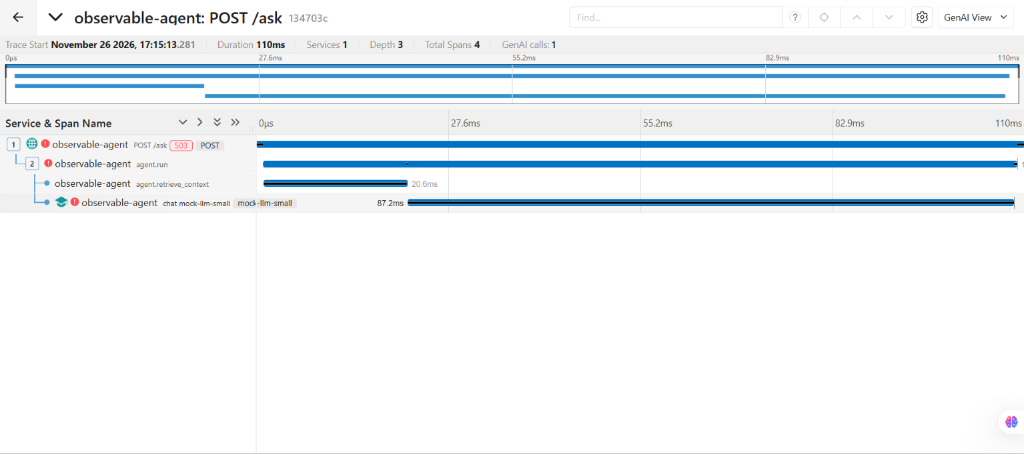 observable-agent: POST /ask 134703c
Find...
?
GenAI View
Trace Start November 26 2026, 17:15:13.281 Duration 110ms Services 1 Depth 3 Total Spans 4 GenAI calls: 1
0µs 27.6ms 55.2ms 82.9ms 110ms
Service & Span Name 0µs 27.6ms 55.2ms 82.9ms 110ms
1 observable-agent POST /ask 503 POST
2 observable-agent agent.run
observable-agent agent.retrieve_context 20.6ms
observable-agent chat mock-llm-small mock-llm-small 87.2ms